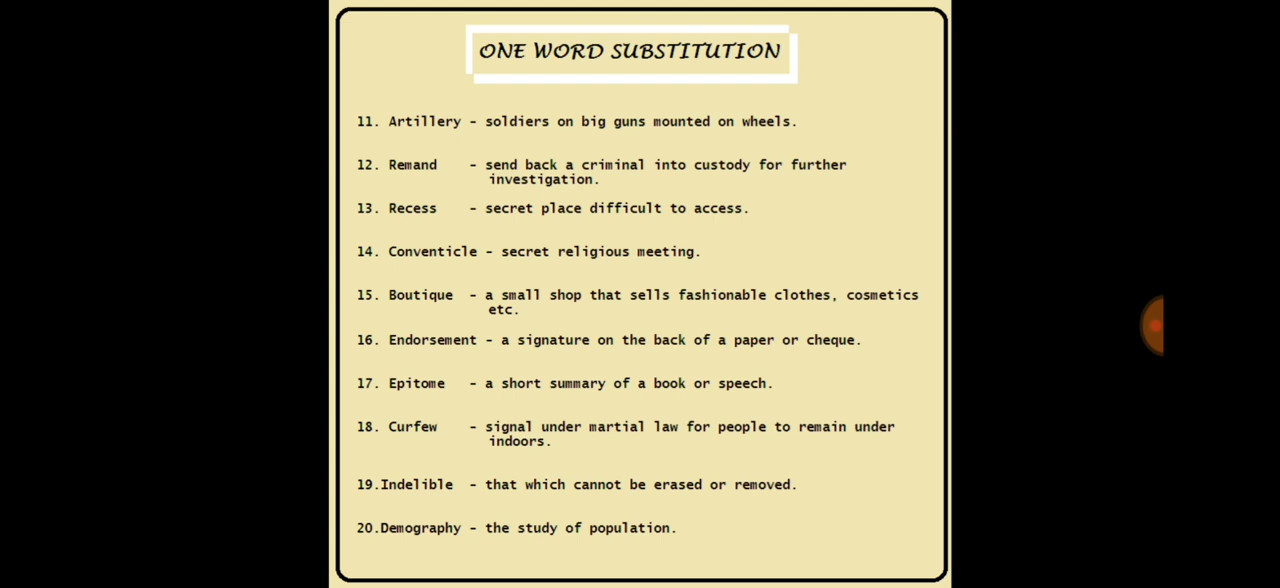 ONE WORD SUBSTITUTION
11. Artillery - soldiers on big guns mounted on wheels.
12. Remand - send back a criminal into custody for further
investigation.
13. Recess - secret place difficult to access.
14. Conventicle - secret religious meeting.
15. Boutique - a small shop that sells fashionable clothes, cosmetics
etc.
16. Endorsement - a signature on the back of a paper or cheque.
17. Epitome - a short summary of a book or speech.
18. Curfew - signal under martial law for people to remain under
indoors.
19.Indelible - that which cannot be erased or removed.
20.Demography - the study of population.